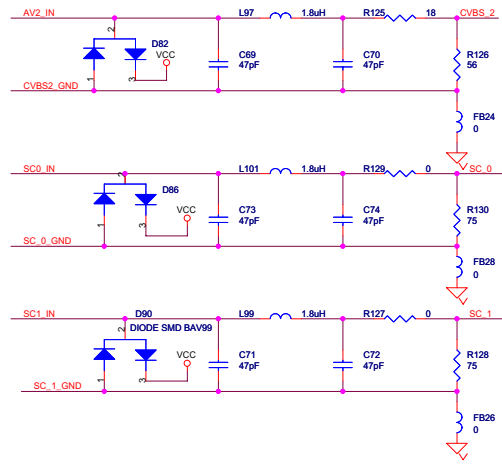 AV2_IN L97 1.8uH R125 18 CVBS_2
2 D82 VCC C69 47pF C70 47pF R126 56
1 3
CVBS2_GND
FB24 0
SC0_IN L101 1.8uH R129 0 SC_0
2 D86 VCC C73 47pF C74 47pF R130 75
1 3
SC_0_GND
FB28 0
SC1_IN D90 L99 1.8uH R127 0 SC_1
2 DIODE SMD BAV99
VCC C71 47pF C72 47pF R128 75
1 3
SC_1_GND
FB26 0